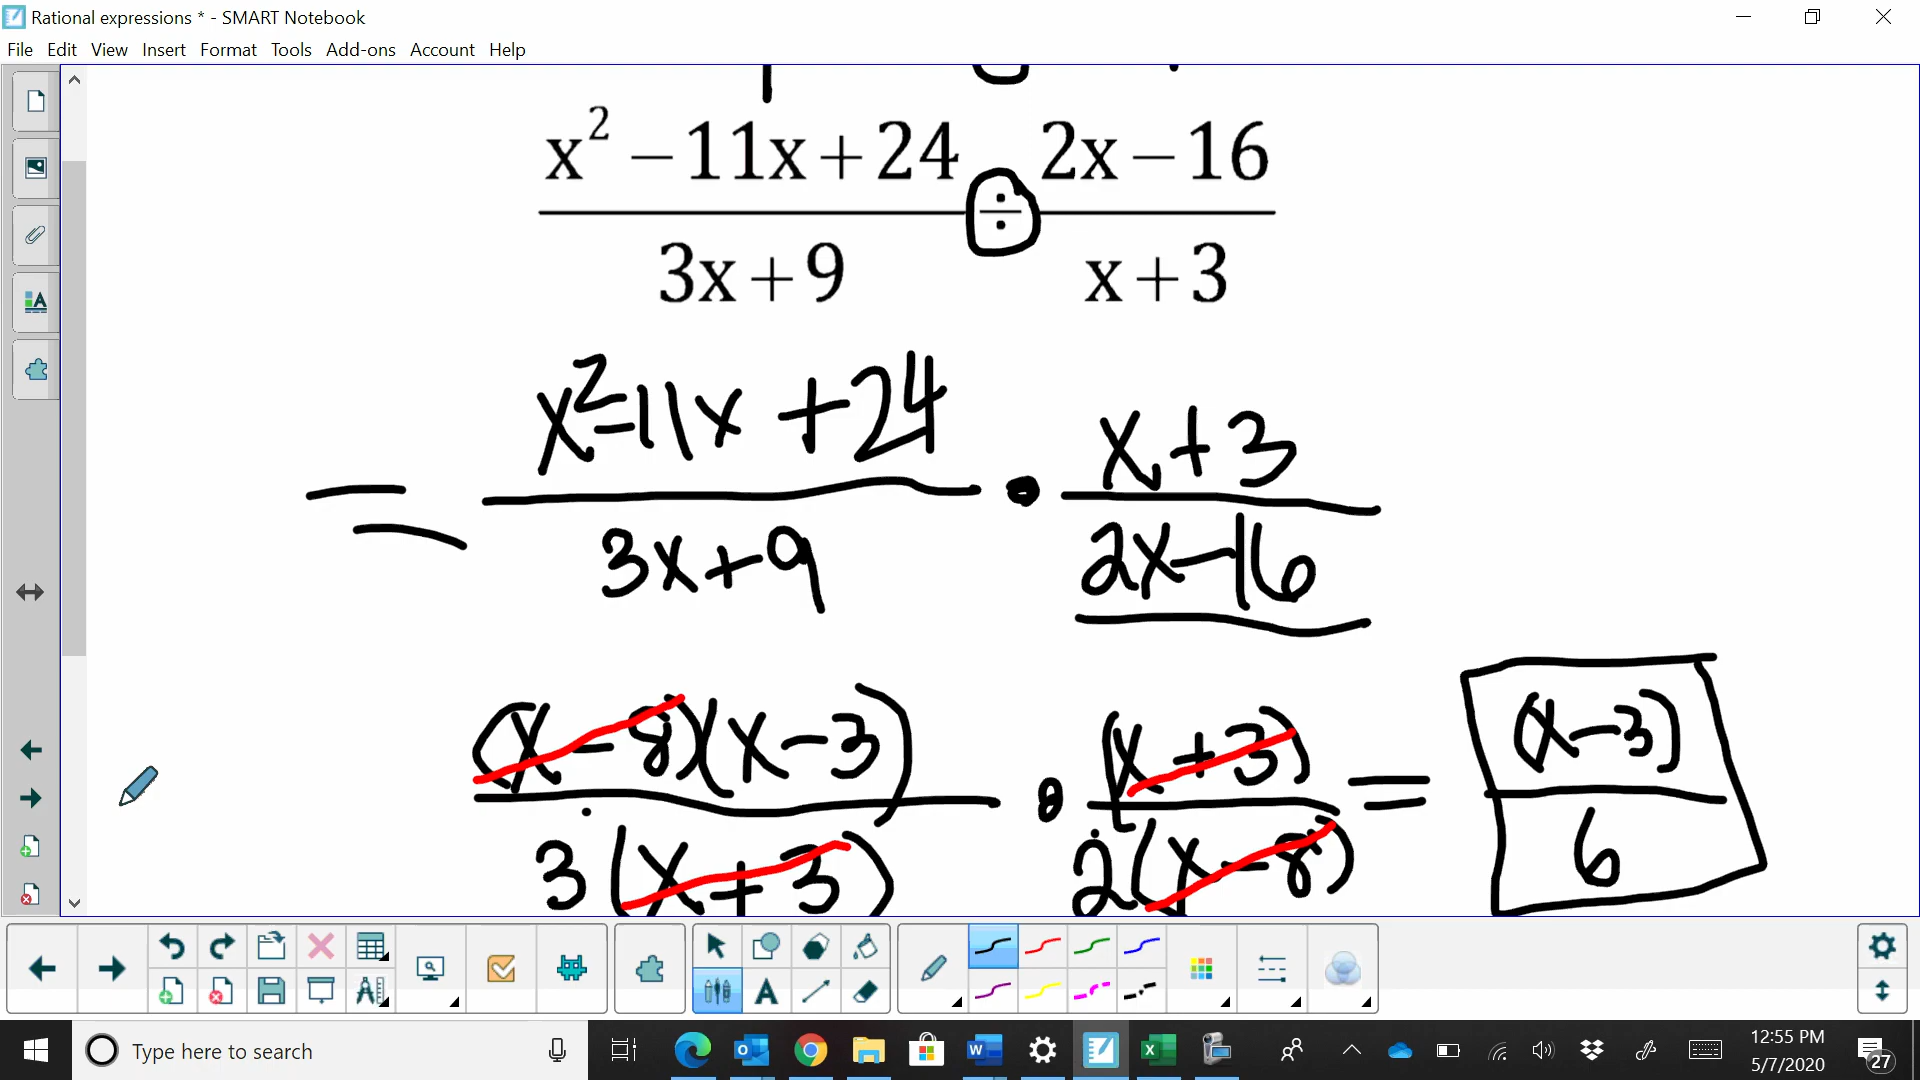 Rational expressions * - SMART Notebook
File Edit View Insert Format Tools Add-ons Account Help
x² − 11x + 24 ÷ 2x − 16
3x + 9 x + 3
= x² − 11x + 24 • x + 3
3x + 9 2x − 16
(x − 8)(x − 3) • (x + 3) = (x − 3)
3(x + 3) 2(x − 8) 6
Type here to search
12:55 PM
5/7/2020
27